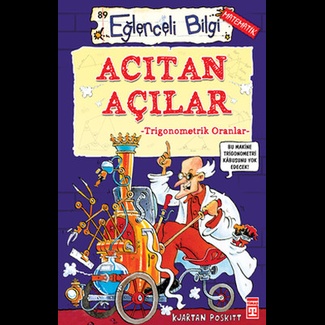 89
Eğlenceli Bilgi
MATEMATİK
ACITAN
AÇILAR
-Trigonometrik Oranlar-
BU MAKİNE
TRİGONOMETRİ
KÂBUSUNU YOK
EDECEK!
KJARTAN POSKITT